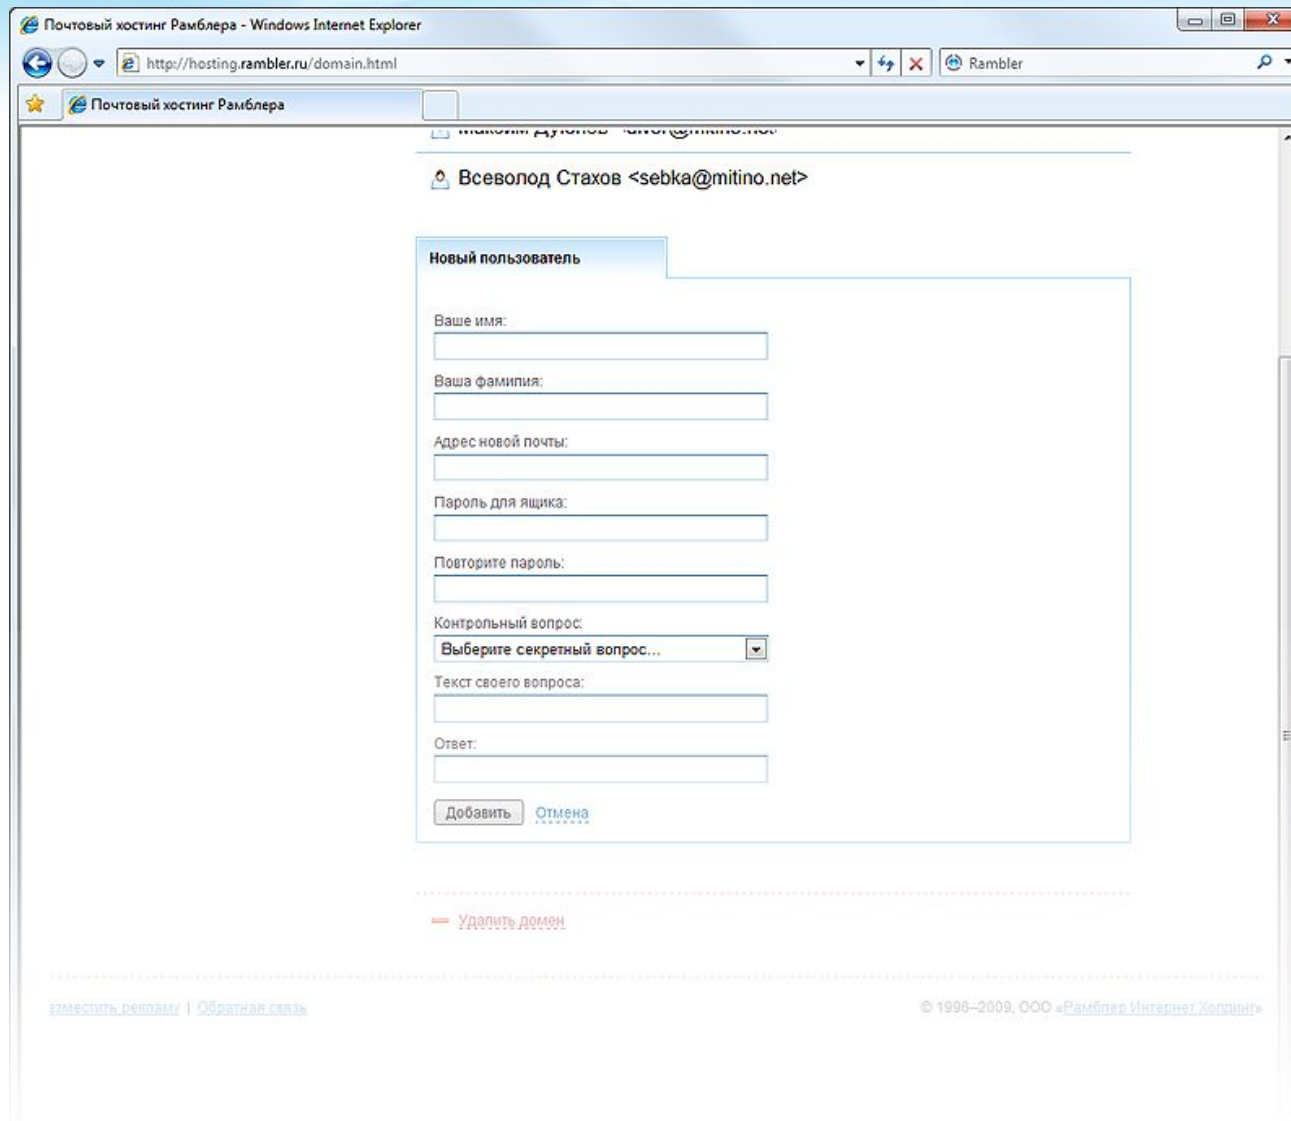 Почтовый хостинг Рамблера - Windows Internet Explorer
http://hosting.rambler.ru/domain.html
Rambler
Почтовый хостинг Рамблера
Максим
Всеволод Стахов <sebka@mitino.net>
Новый пользователь
Ваше имя:
Ваша фамилия:
Адрес новой почты:
Пароль для ящика:
Повторите пароль:
Контрольный вопрос:
Выберите секретный вопрос...
Текст своего вопроса:
Ответ:
Добавить Отмена
Удалить домен
азместить рекламу | Обратная связь
© 1996–2009, ООО «Рамблер Интернет Холдинг»